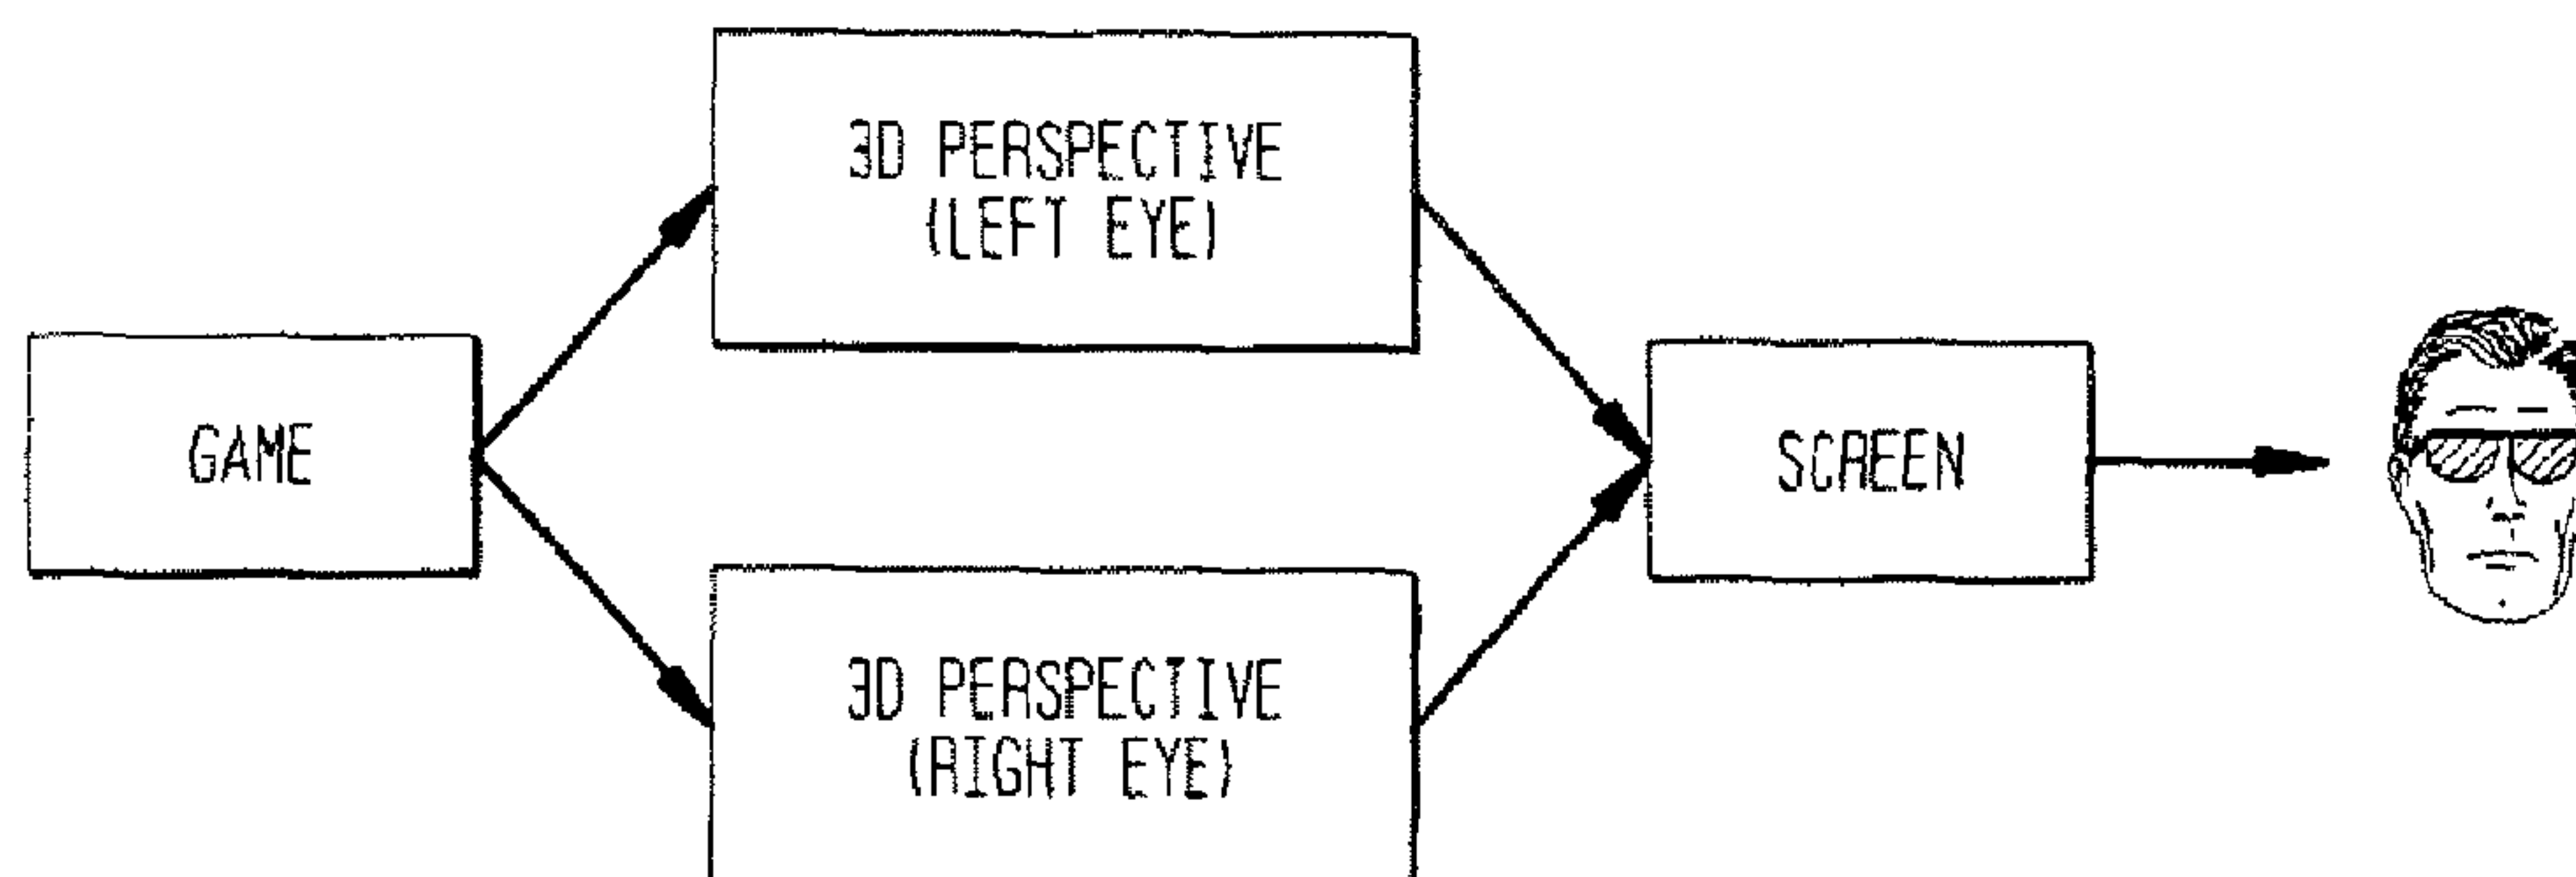 3D PERSPECTIVE
(LEFT EYE)
GAME
SCREEN
3D PERSPECTIVE
(RIGHT EYE)